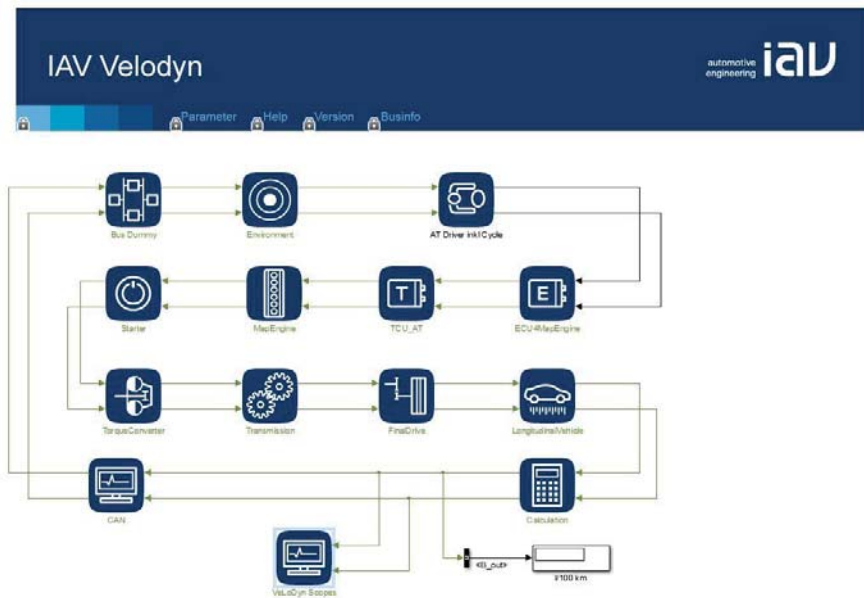 IAV Velodyn
automotive
engineering
iav
Parameter Help Version Businfo
Bus Dummy Environment AT Driver inkl Cycle
Starter MapEngine TCU_AT ECU4MapEngine
T E
TorqueConverter Transmission FinalDrive LongitudinalVehicle
CAN Calculation
VeLoDyn Scopes
l/100 km